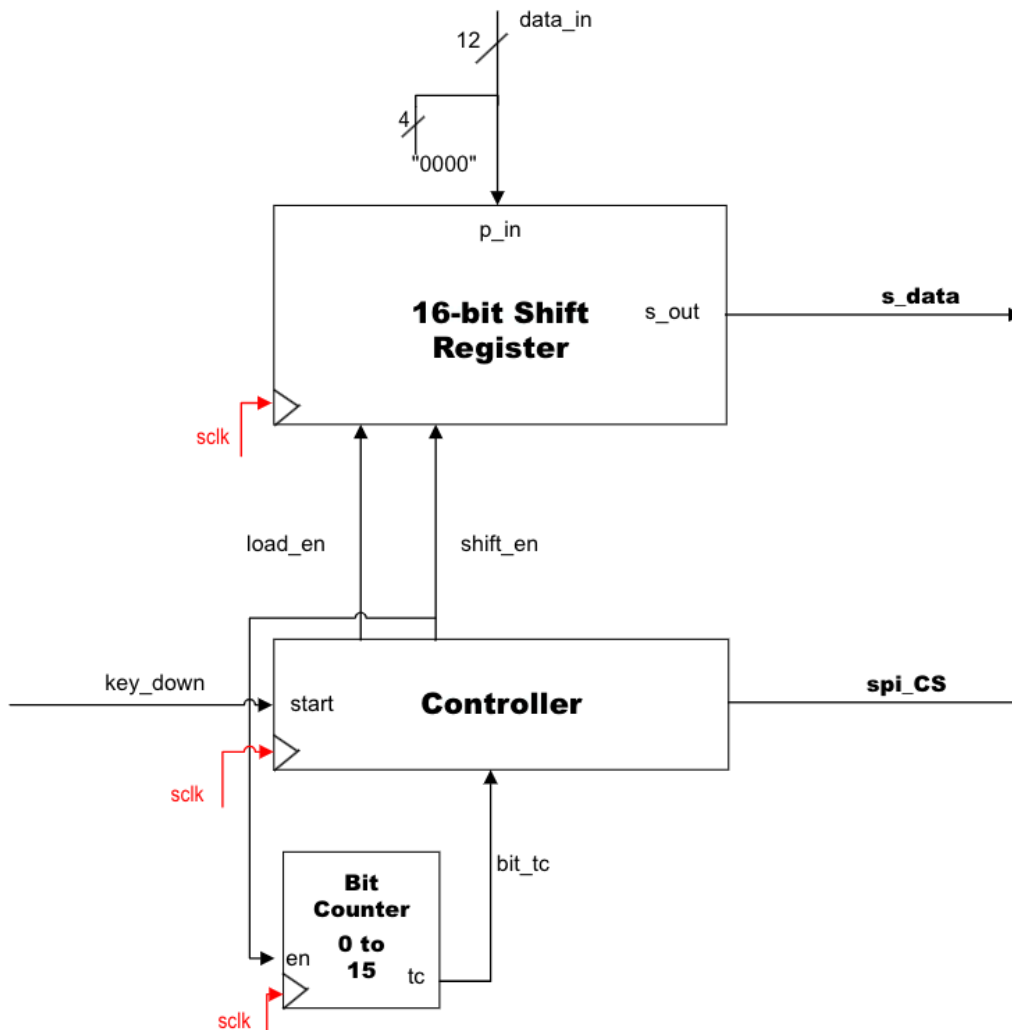 data_in
12
4
"0000"
p_in
16-bit Shift
Register
s_out
s_data
sclk
load_en
shift_en
key_down
start
Controller
spi_CS
sclk
bit_tc
Bit
Counter
0 to
15
en
tc
sclk